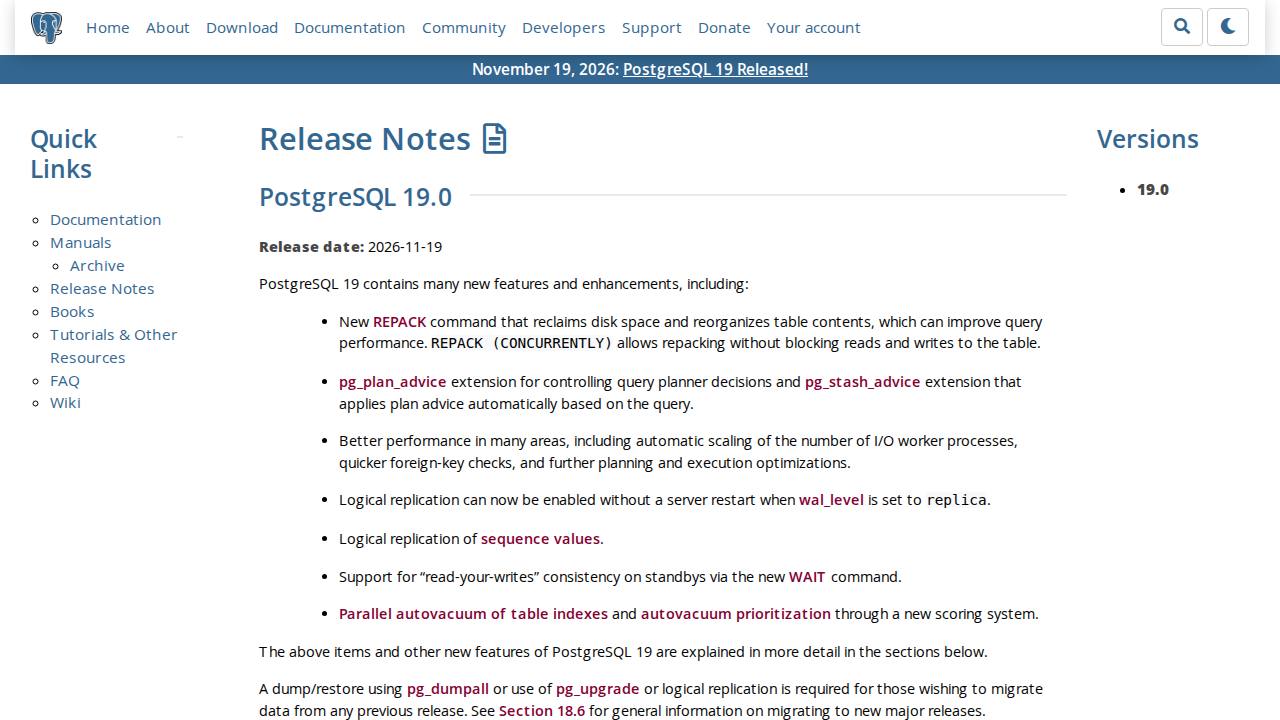 Home About Download Documentation Community Developers Support Donate Your account
November 19, 2026: PostgreSQL 19 Released!
Quick
Links
Documentation
Manuals
Archive
Release Notes
Books
Tutorials & Other
Resources
FAQ
Wiki
Release Notes
PostgreSQL 19.0
Release date: 2026-11-19
PostgreSQL 19 contains many new features and enhancements, including:
New REPACK command that reclaims disk space and reorganizes table contents, which can improve query
performance. REPACK (CONCURRENTLY) allows repacking without blocking reads and writes to the table.
pg_plan_advice extension for controlling query planner decisions and pg_stash_advice extension that
applies plan advice automatically based on the query.
Better performance in many areas, including automatic scaling of the number of I/O worker processes,
quicker foreign-key checks, and further planning and execution optimizations.
Logical replication can now be enabled without a server restart when wal_level is set to replica.
Logical replication of sequence values.
Support for “read-your-writes” consistency on standbys via the new WAIT command.
Parallel autovacuum of table indexes and autovacuum prioritization through a new scoring system.
The above items and other new features of PostgreSQL 19 are explained in more detail in the sections below.
A dump/restore using pg_dumpall or use of pg_upgrade or logical replication is required for those wishing to migrate
data from any previous release. See Section 18.6 for general information on migrating to new major releases.
Versions
19.0